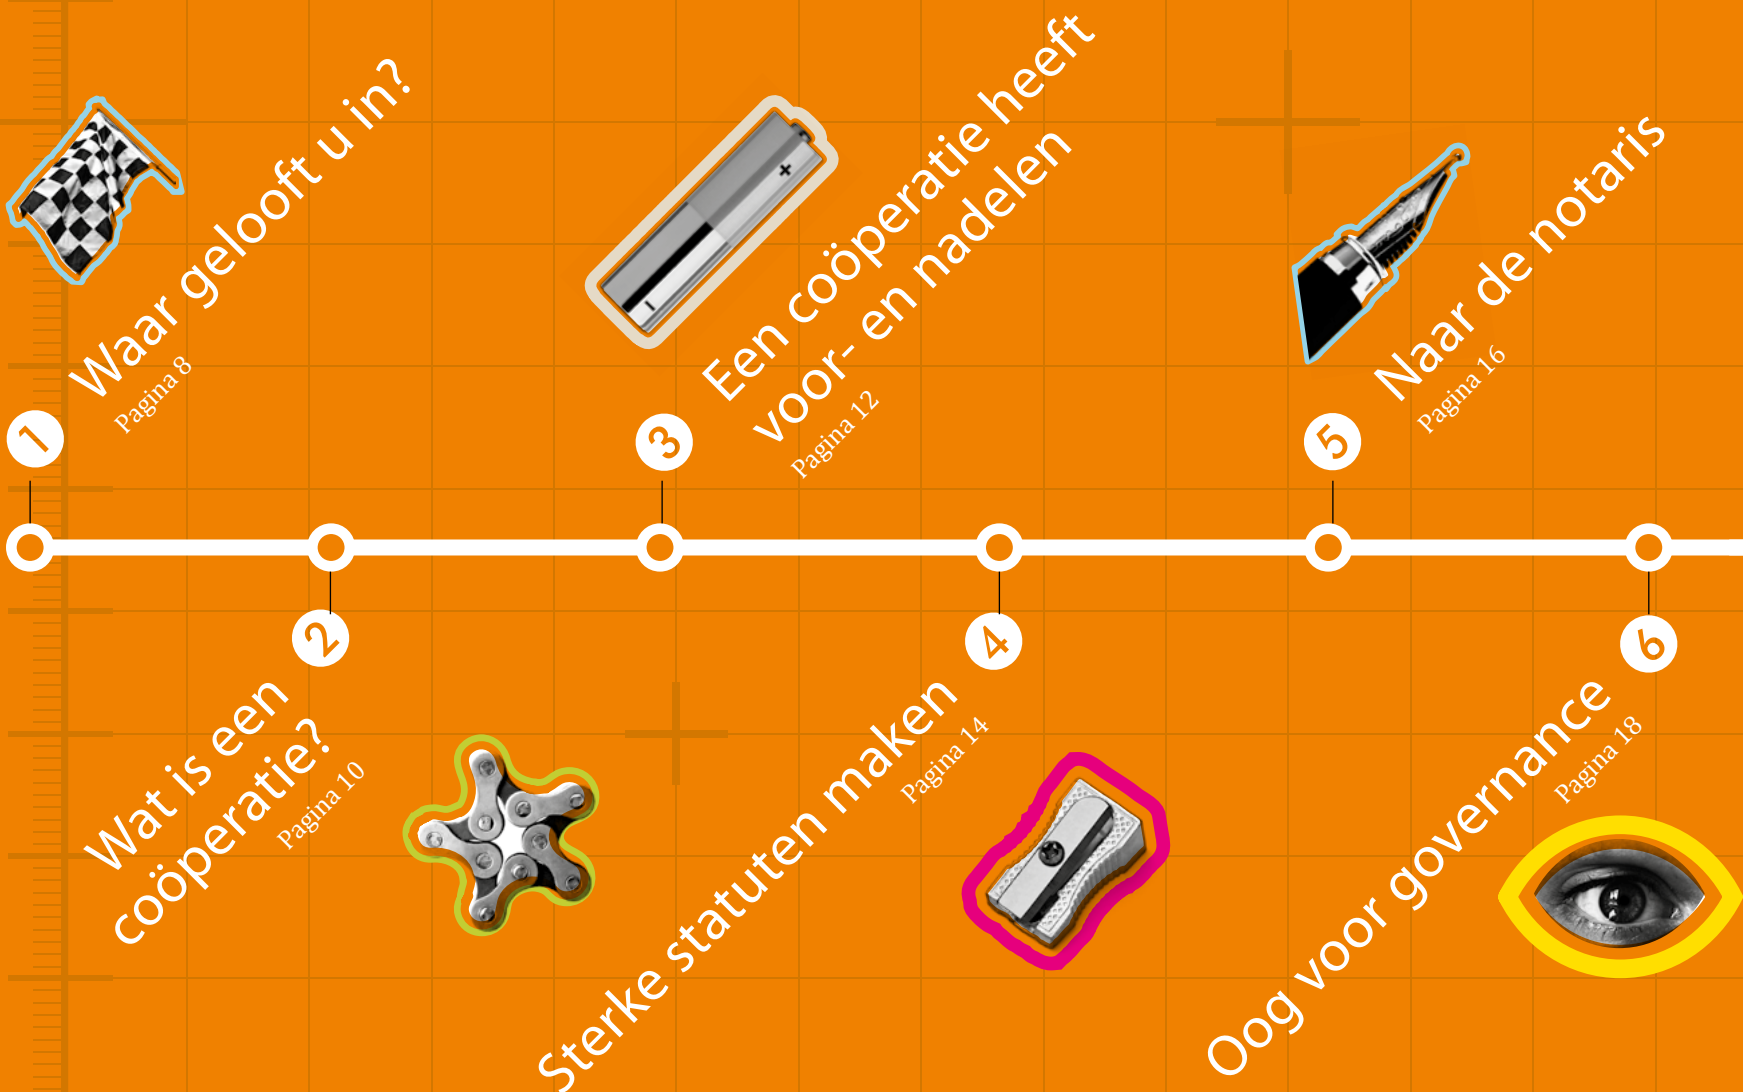 1
Waar gelooft u in?
Pagina 8
2
Wat is een
coöperatie?
Pagina 10
3
Een coöperatie heeft
voor- en nadelen
Pagina 12
+
-
4
Sterke statuten maken
Pagina 14
5
Naar de notaris
Pagina 16
6
Oog voor governance
Pagina 18